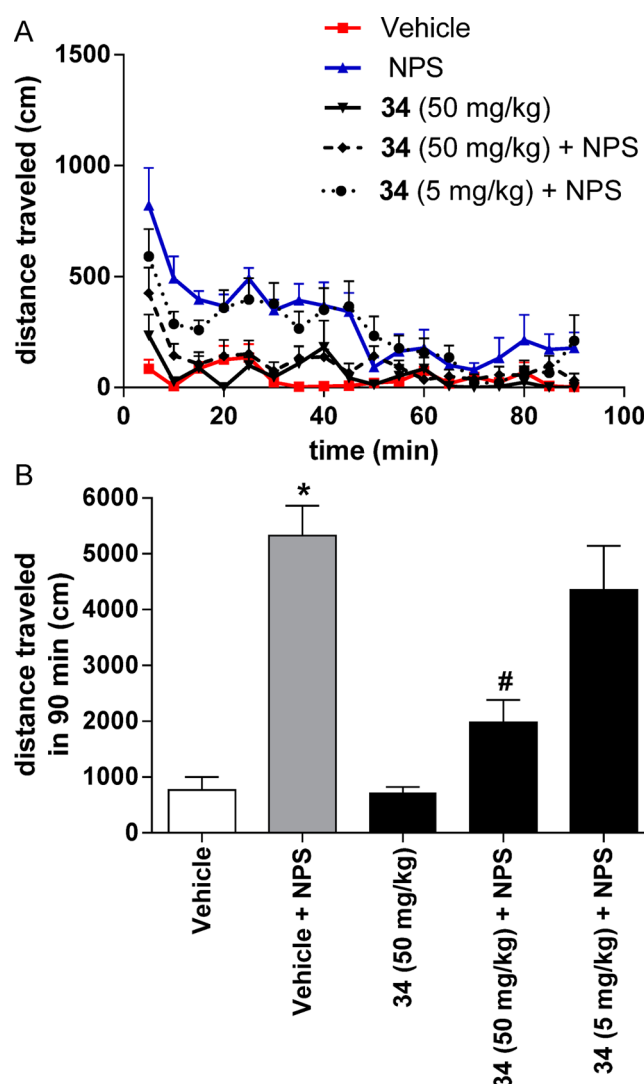 A
Vehicle
NPS
34 (50 mg/kg)
34 (50 mg/kg) + NPS
34 (5 mg/kg) + NPS
distance traveled (cm)
1500
1000
500
0
0 20 40 60 80 100
time (min)
B
distance traveled
in 90 min (cm)
6000
5000
4000
3000
2000
1000
0
*
#
Vehicle
Vehicle + NPS
34 (50 mg/kg)
34 (50 mg/kg) + NPS
34 (5 mg/kg) + NPS